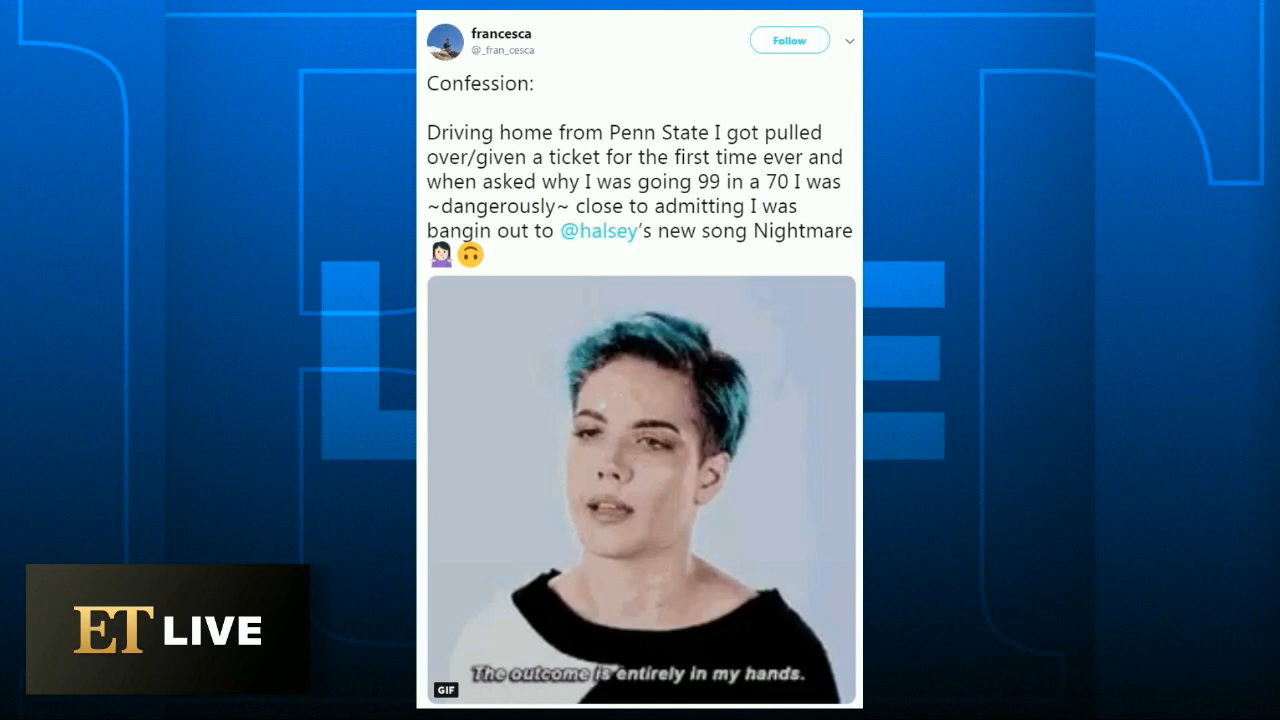 francesca
@_fran_cesca
Follow
Confession:
Driving home from Penn State I got pulled
over/given a ticket for the first time ever and
when asked why I was going 99 in a 70 I was
~dangerously~ close to admitting I was
bangin out to @halsey's new song Nightmare
🤷🏻‍♀️🙃
The outcome is entirely in my hands.
GIF
ET LIVE